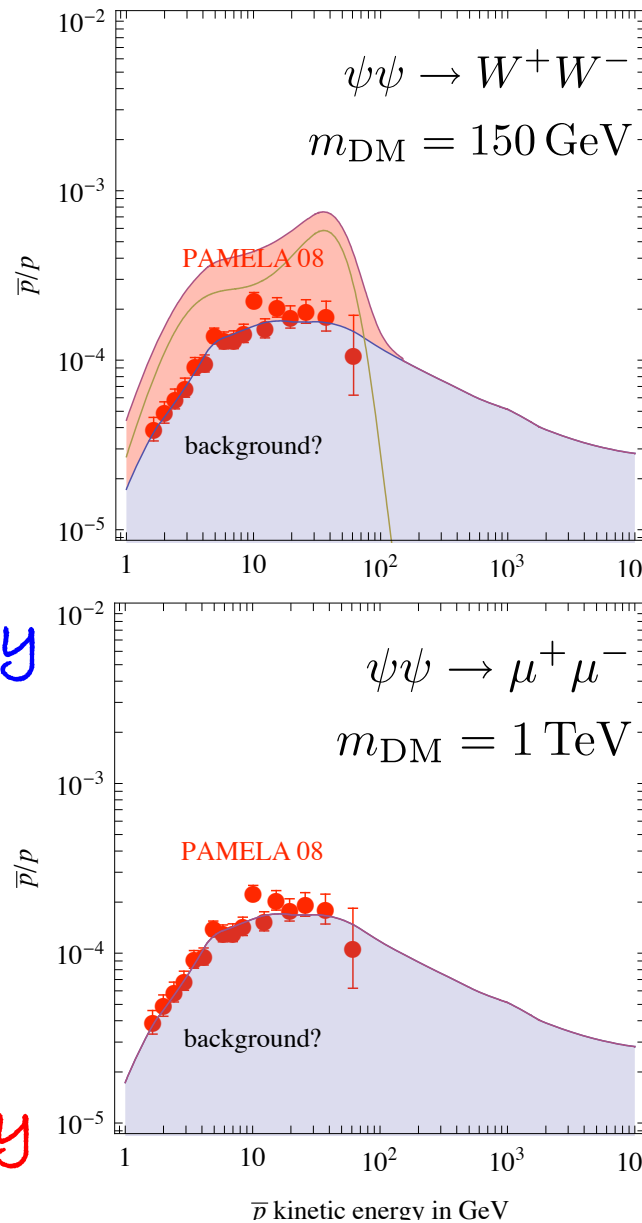 10⁻²
ψψ → W⁺W⁻
m_DM = 150 GeV
10⁻³
PAMELA 08
p̅/p
10⁻⁴
background?
10⁻⁵
1 10 10² 10³ 10
10⁻²
y
ψψ → μ⁺μ⁻
m_DM = 1 TeV
10⁻³
PAMELA 08
p̅/p
10⁻⁴
background?
10⁻⁵
y
1 10 10² 10³ 10
p̅ kinetic energy in GeV